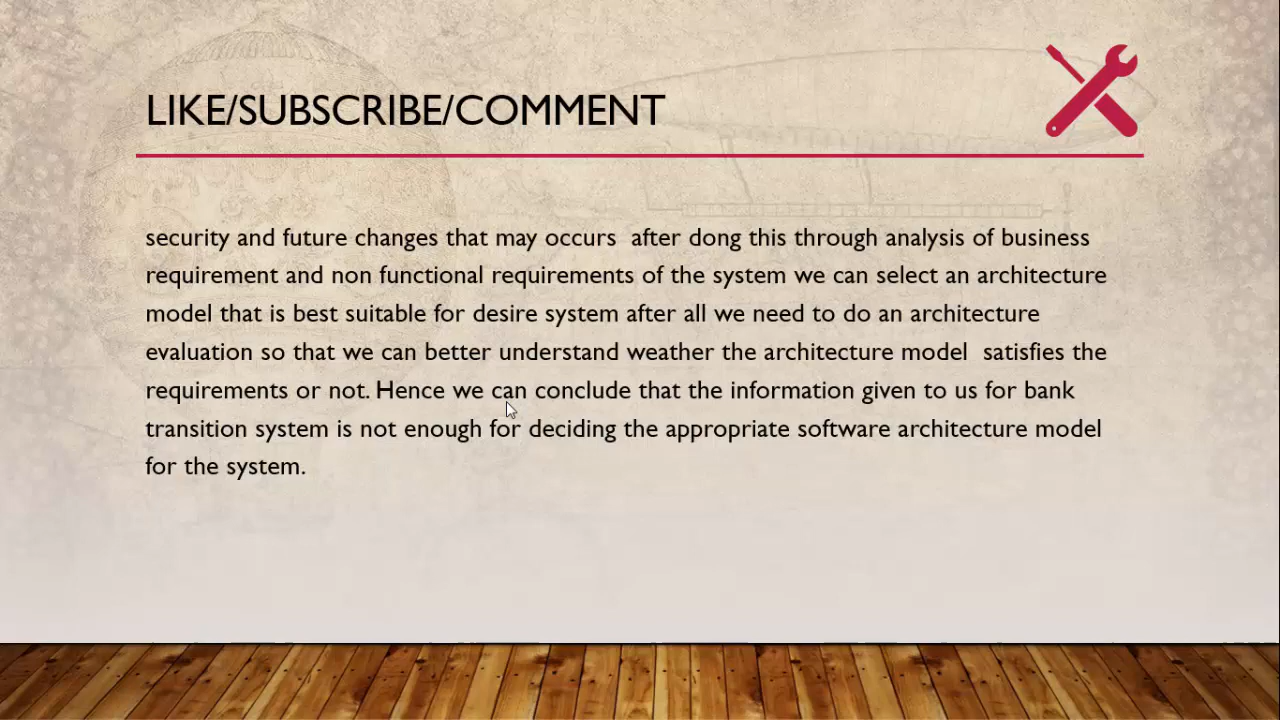 LIKE/SUBSCRIBE/COMMENT
security and future changes that may occurs  after dong this through analysis of business
requirement and non functional requirements of the system we can select an architecture
model that is best suitable for desire system after all we need to do an architecture
evaluation so that we can better understand weather the architecture model  satisfies the
requirements or not. Hence we can conclude that the information given to us for bank
transition system is not enough for deciding the appropriate software architecture model
for the system.